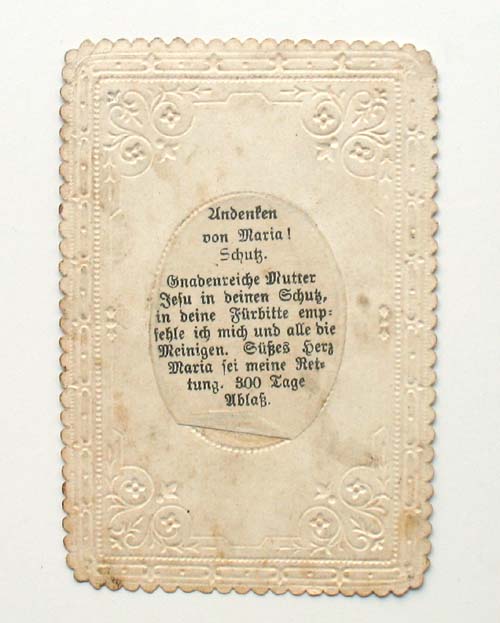 Andenken
von Maria!
Schutz.
Gnadenreiche Mutter
Jesu in deinen Schutz,
in deine Fürbitte emp-
fehle ich mich und alle die
Meinigen. Süßes Herz
Maria sei meine Ret-
tung. 300 Tage
Ablaß.